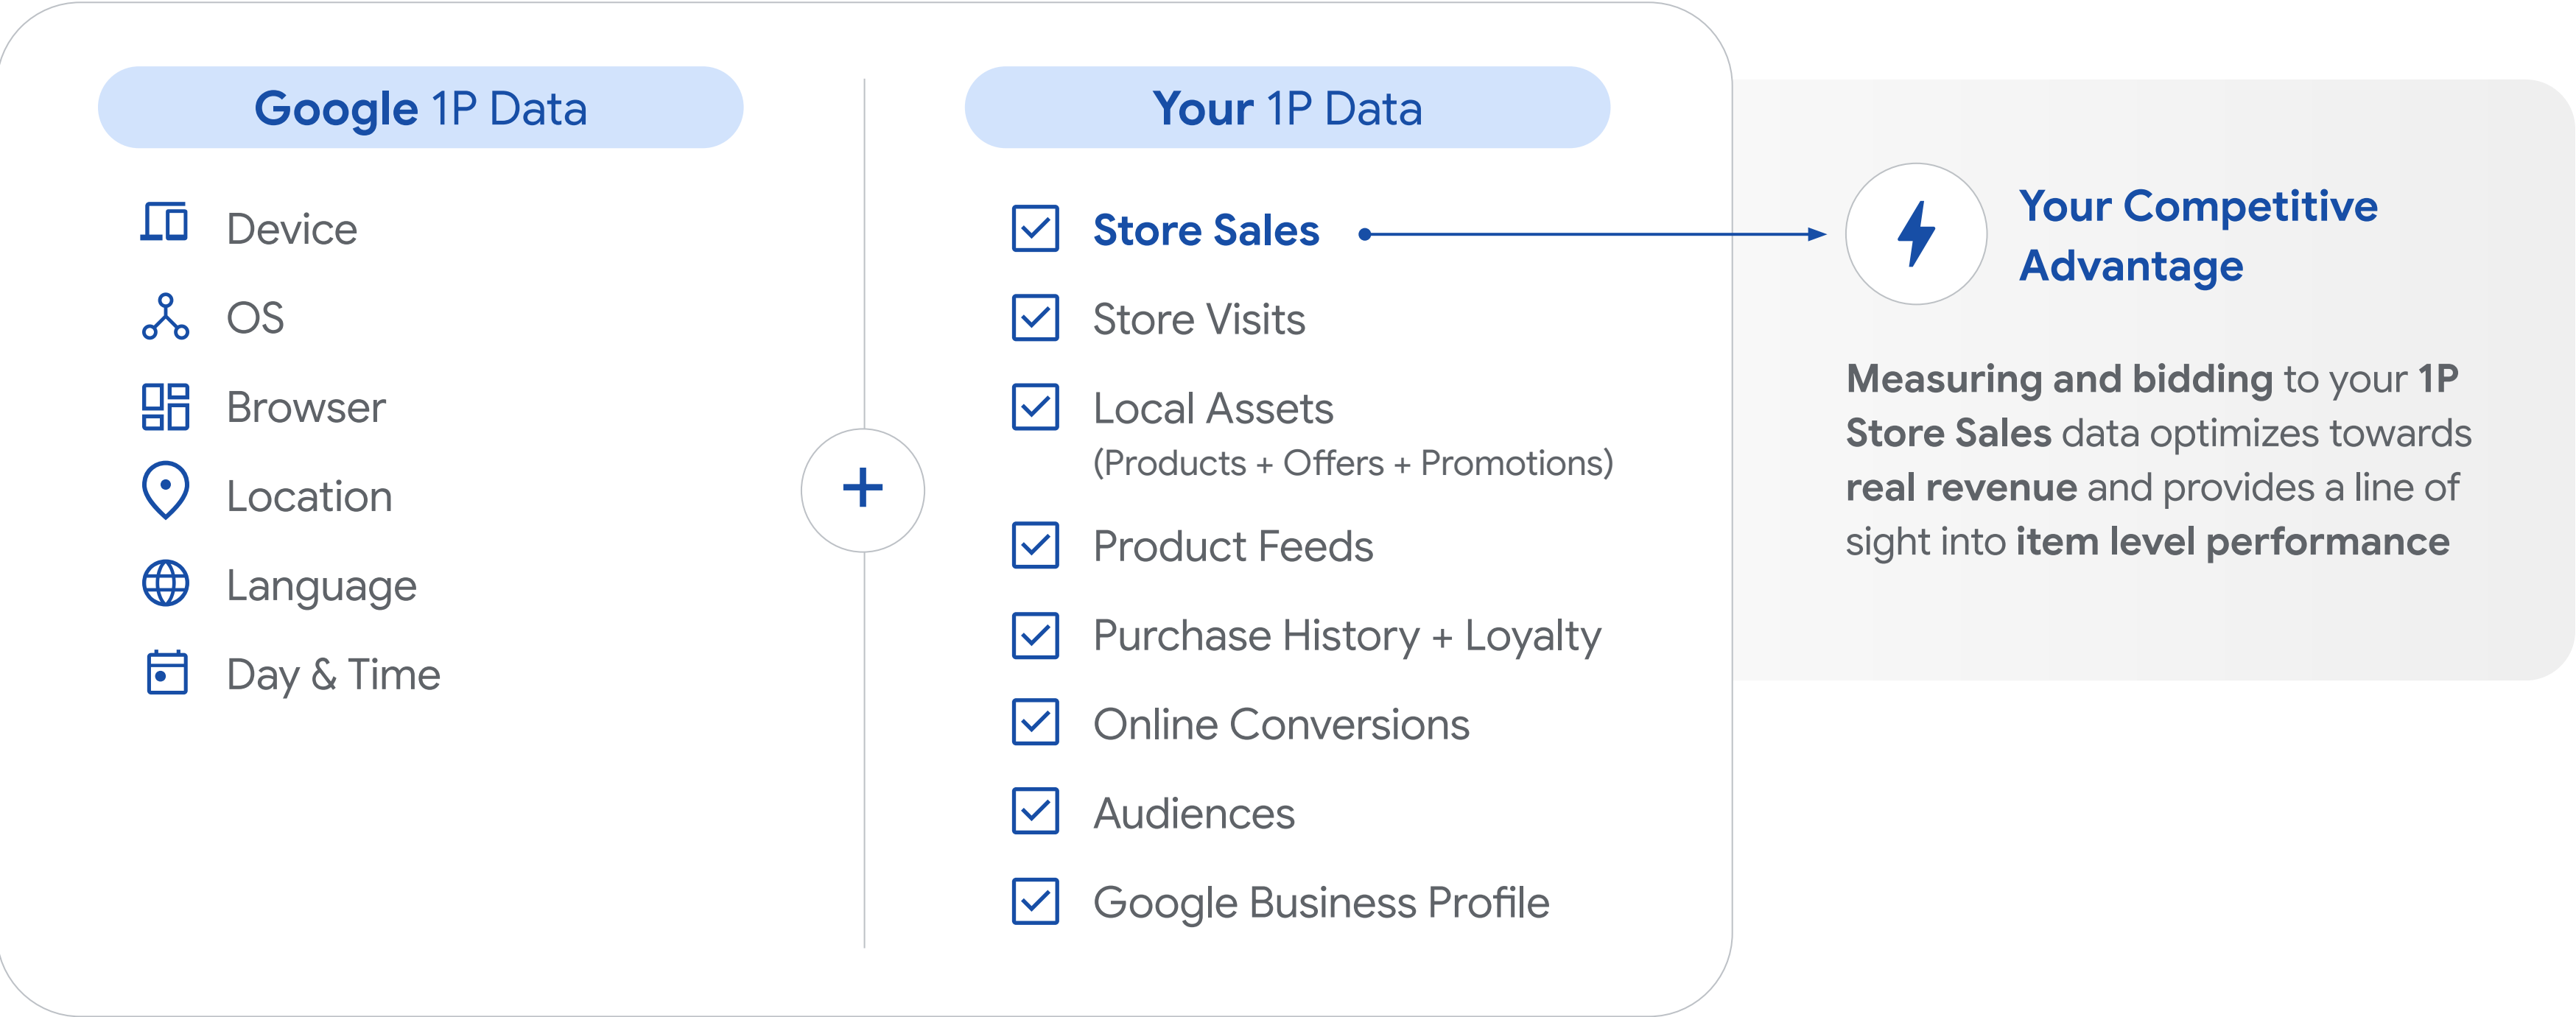 Google 1P Data
Device
OS
Browser
Location
Language
Day & Time
+
Your 1P Data
Store Sales
Store Visits
Local Assets
(Products + Offers + Promotions)
Product Feeds
Purchase History + Loyalty
Online Conversions
Audiences
Google Business Profile
Your Competitive
Advantage
Measuring and bidding to your 1P
Store Sales data optimizes towards
real revenue and provides a line of
sight into item level performance